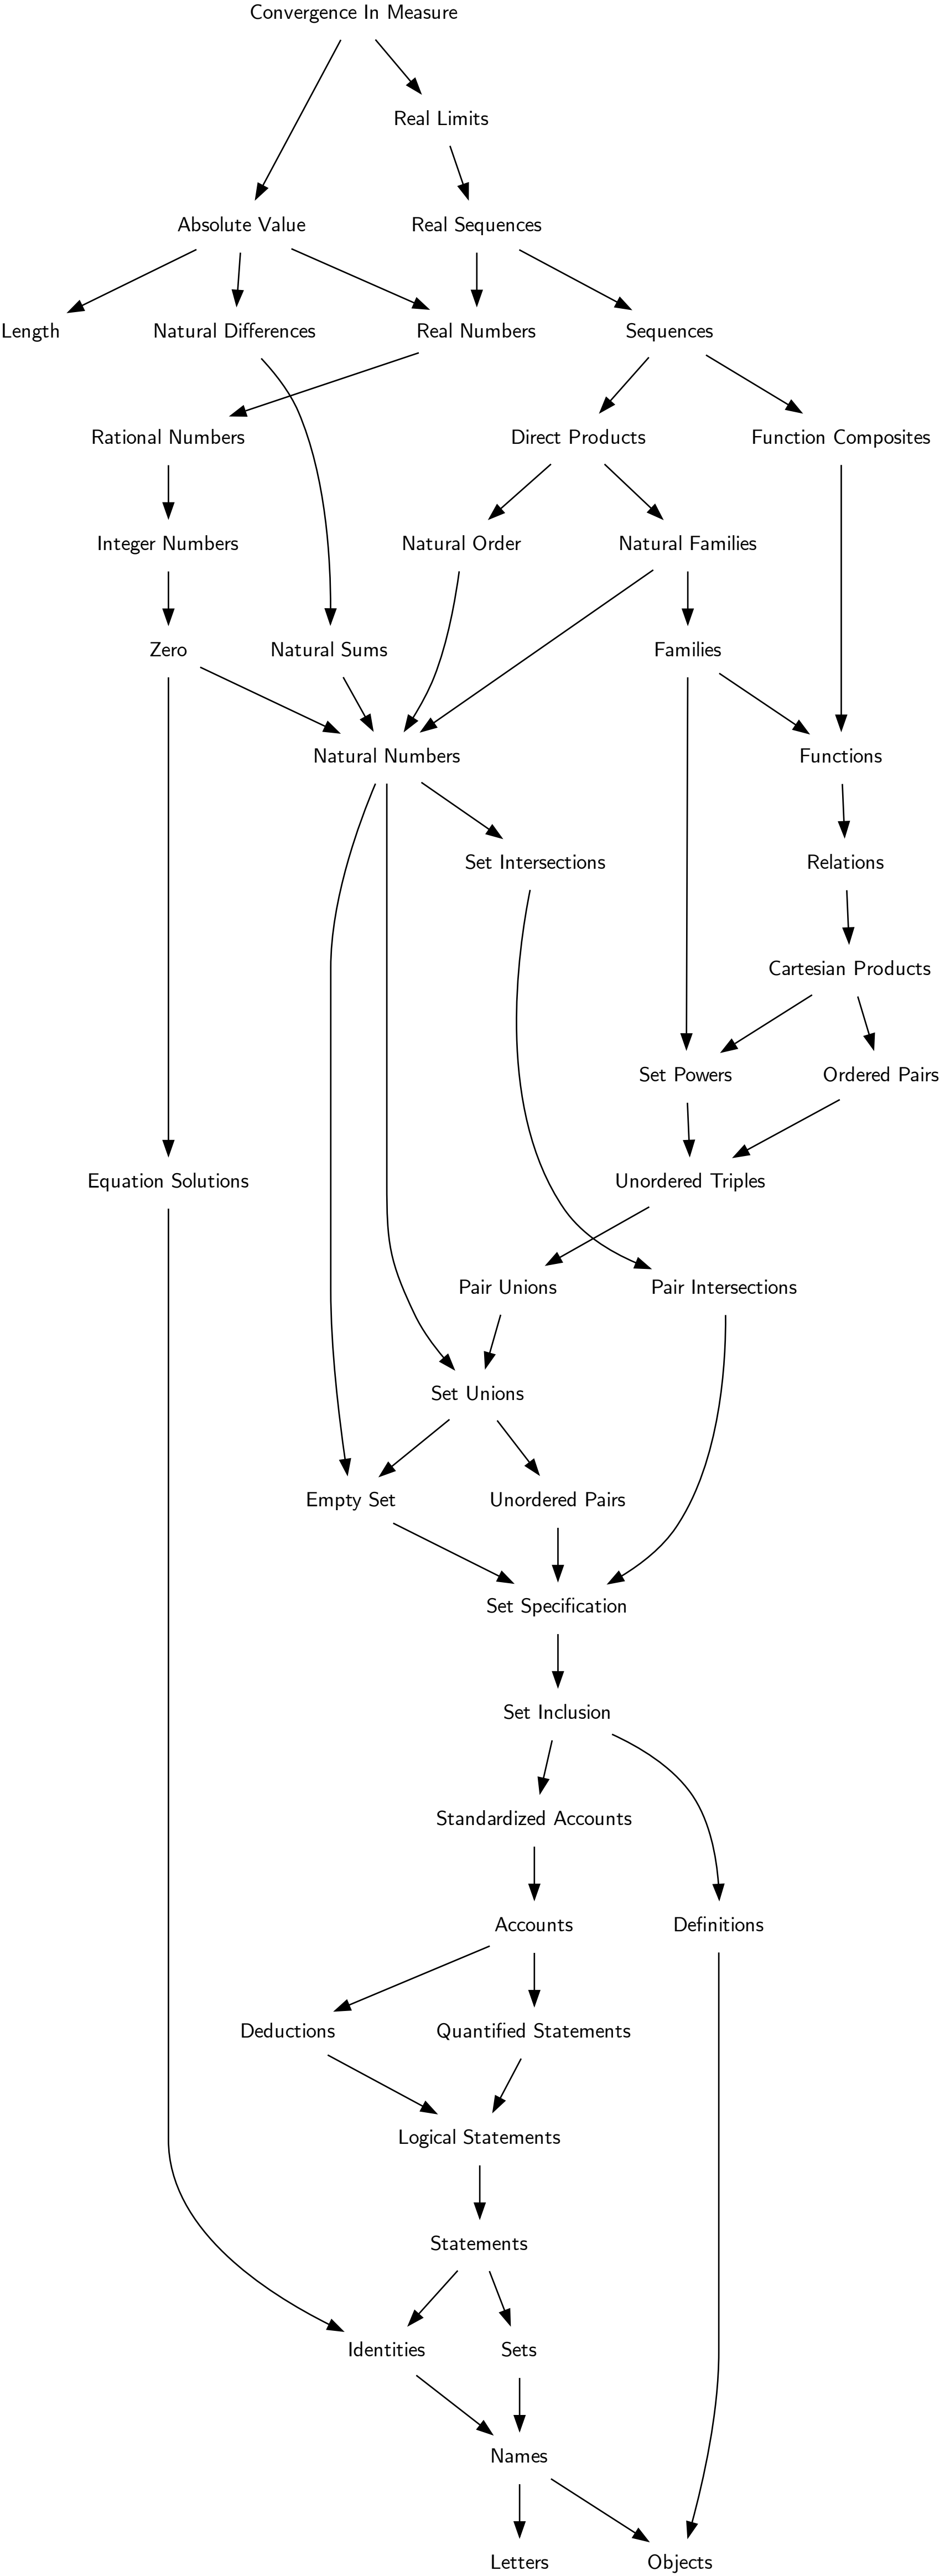 Convergence In Measure
Real Limits
Absolute Value
Real Sequences
Length
Natural Differences
Real Numbers
Sequences
Rational Numbers
Direct Products
Function Composites
Integer Numbers
Natural Order
Natural Families
Zero
Natural Sums
Families
Natural Numbers
Functions
Set Intersections
Relations
Cartesian Products
Set Powers
Ordered Pairs
Equation Solutions
Unordered Triples
Pair Unions
Pair Intersections
Set Unions
Empty Set
Unordered Pairs
Set Specification
Set Inclusion
Standardized Accounts
Accounts
Definitions
Deductions
Quantified Statements
Logical Statements
Statements
Identities
Sets
Names
Letters
Objects